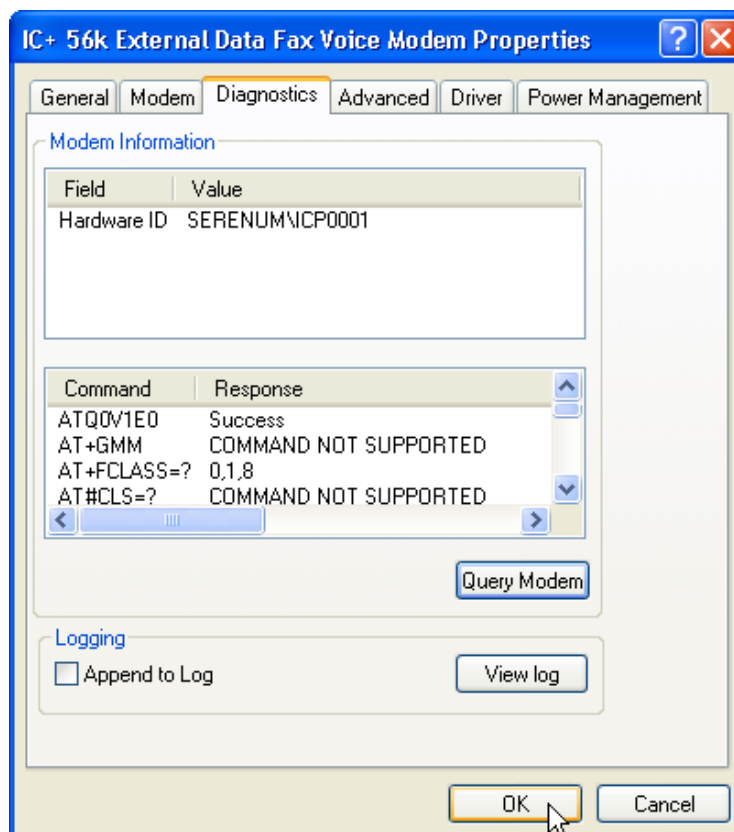 IC+ 56k External Data Fax Voice Modem Properties
General Modem Diagnostics Advanced Driver Power Management
Modem Information
Field Value
Hardware ID SERENUM\ICP0001
Command Response
ATQ0V1E0 Success
AT+GMM COMMAND NOT SUPPORTED
AT+FCLASS=? 0,1,8
AT#CLS=? COMMAND NOT SUPPORTED
Query Modem
Logging
Append to Log View log
OK Cancel